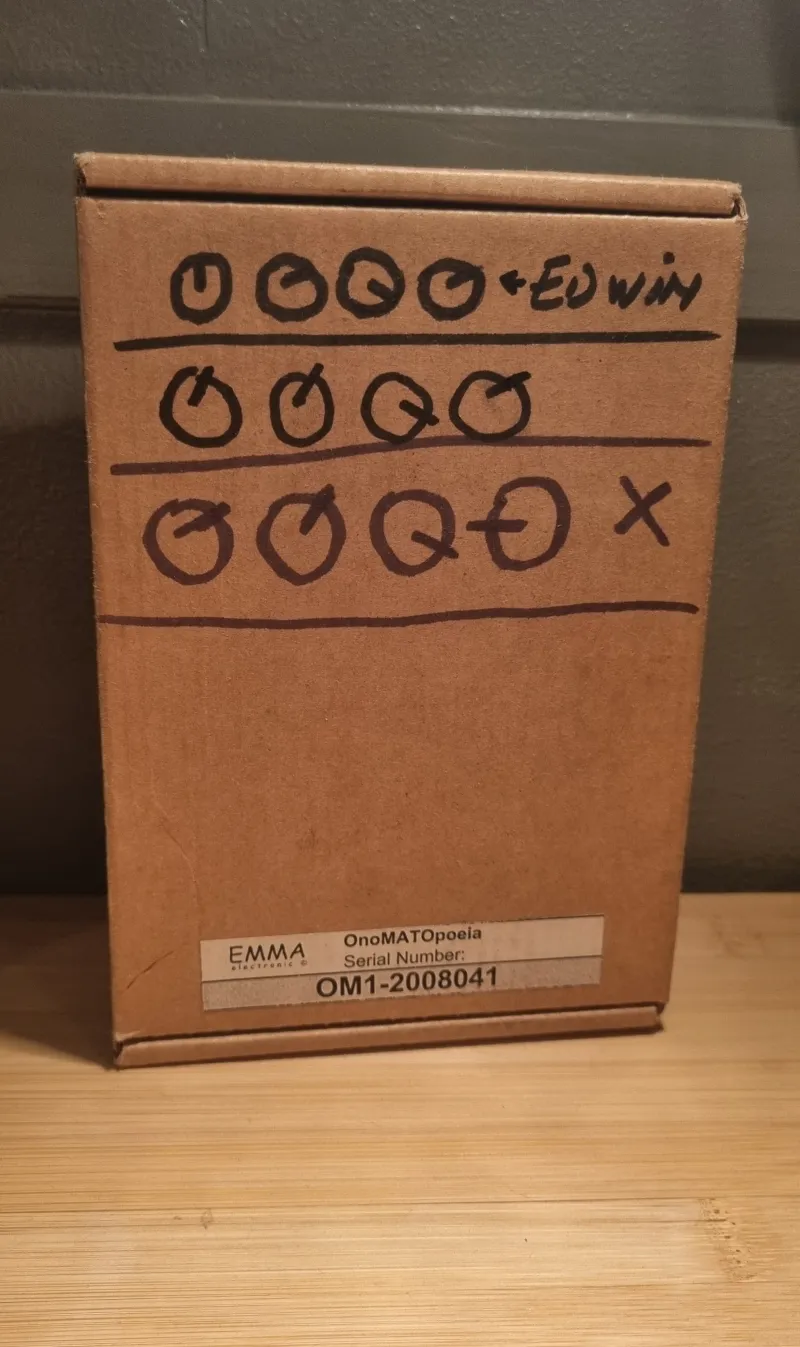 EDWIN
X
EMMA
electronic ©
OnoMATOpoeia
Serial Number:
OM1-2008041